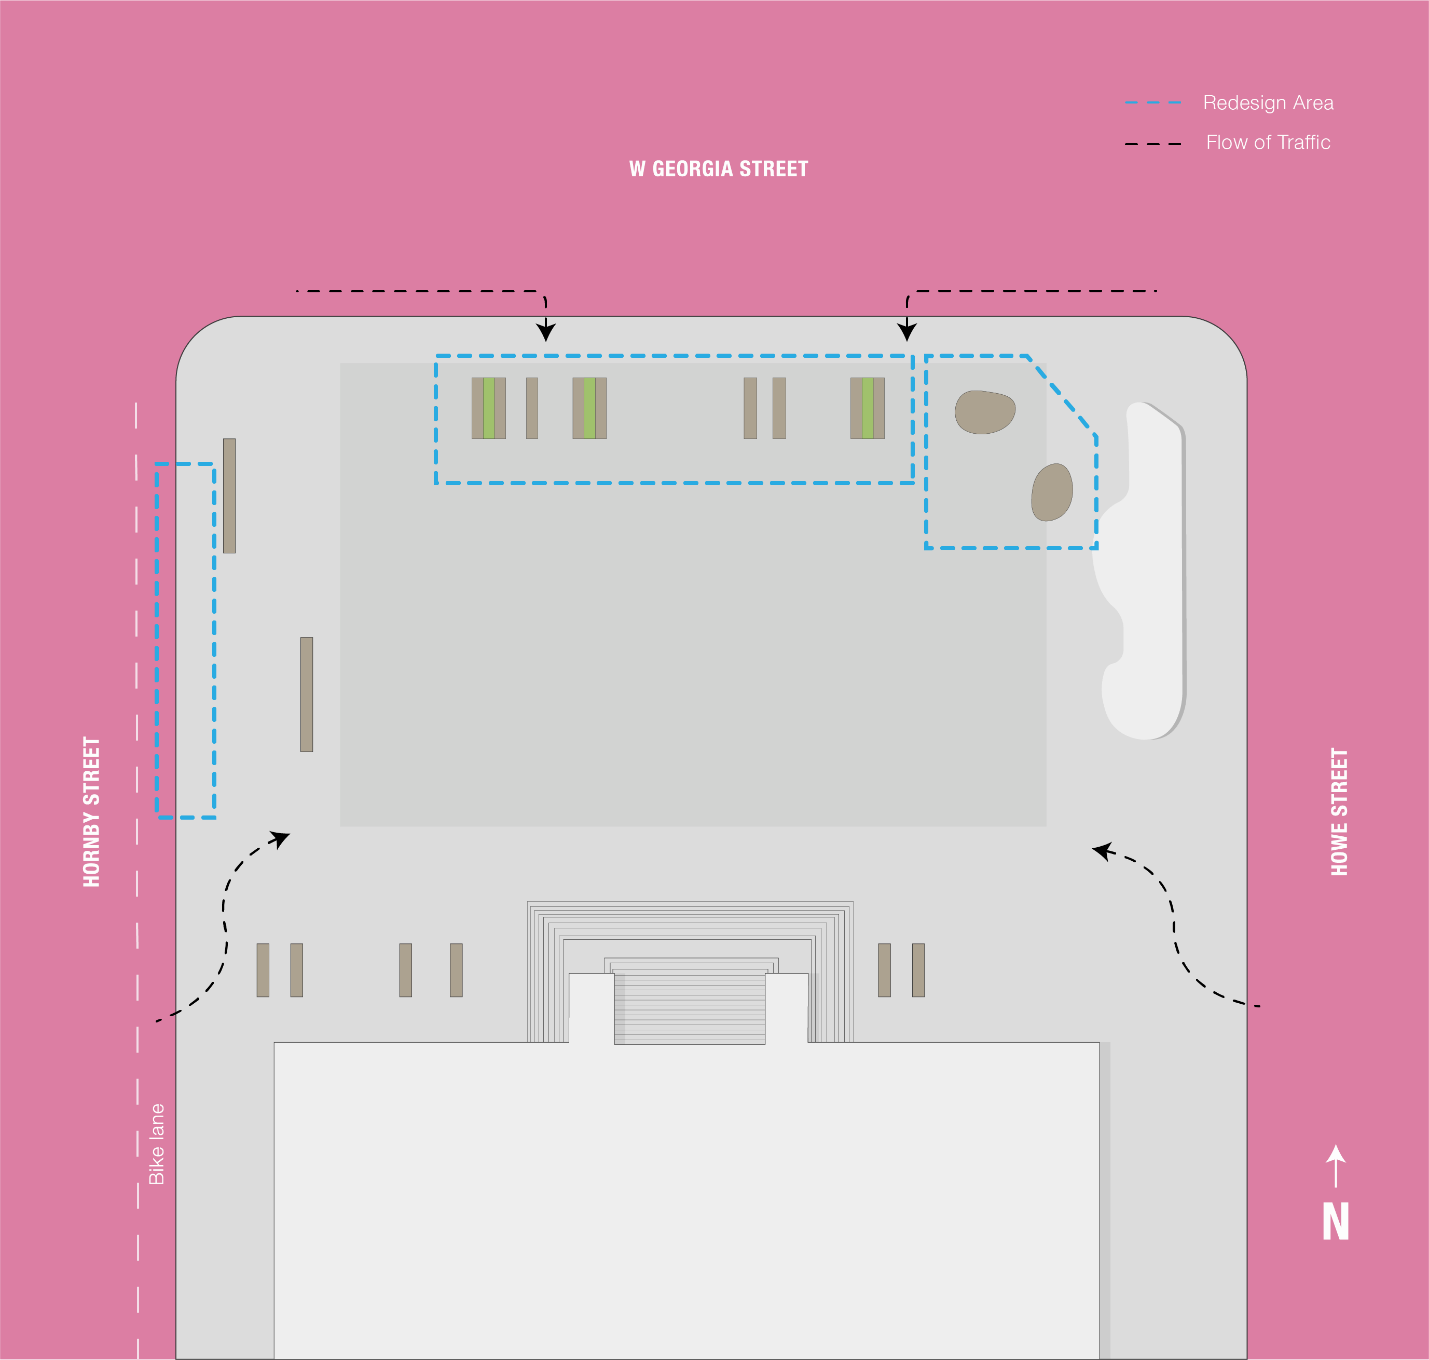 Redesign Area
Flow of Traffic
W GEORGIA STREET
HORNBY STREET
HOWE STREET
Bike lane
N